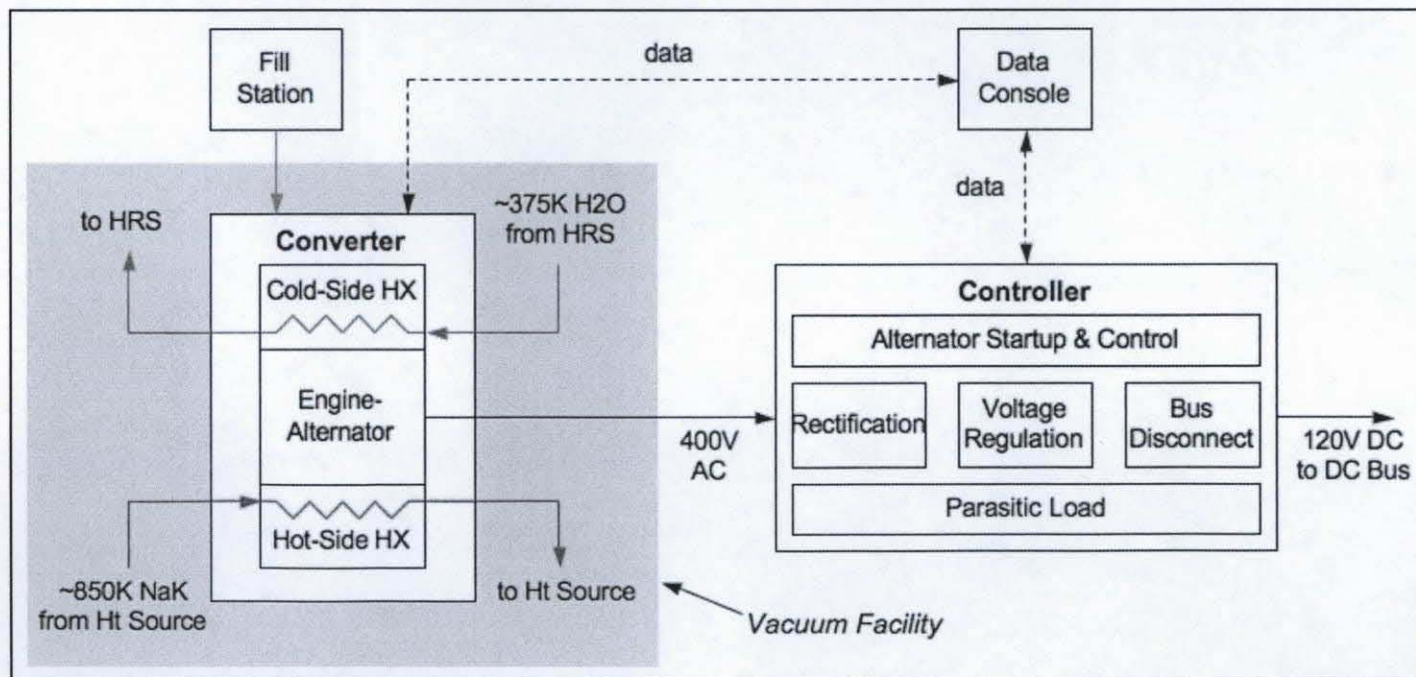 Fill
Station
data
Data
Console
data
to HRS
~375K H2O
from HRS
Converter
Cold-Side HX
Engine-
Alternator
Hot-Side HX
~850K NaK
from Ht Source
to Ht Source
Vacuum Facility
400V
AC
Controller
Alternator Startup & Control
Rectification
Voltage
Regulation
Bus
Disconnect
Parasitic Load
120V DC
to DC Bus